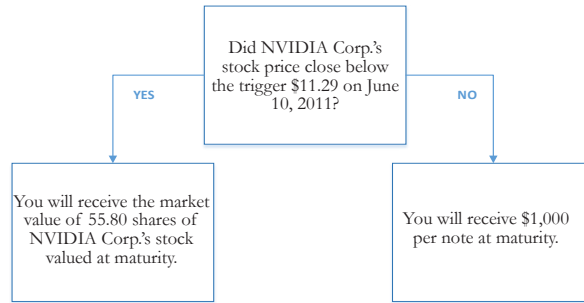 Did NVIDIA Corp.'s
stock price close below
the trigger $11.29 on June
10, 2011?
YES
NO
You will receive the market
value of 55.80 shares of
NVIDIA Corp.'s stock
valued at maturity.
You will receive $1,000
per note at maturity.